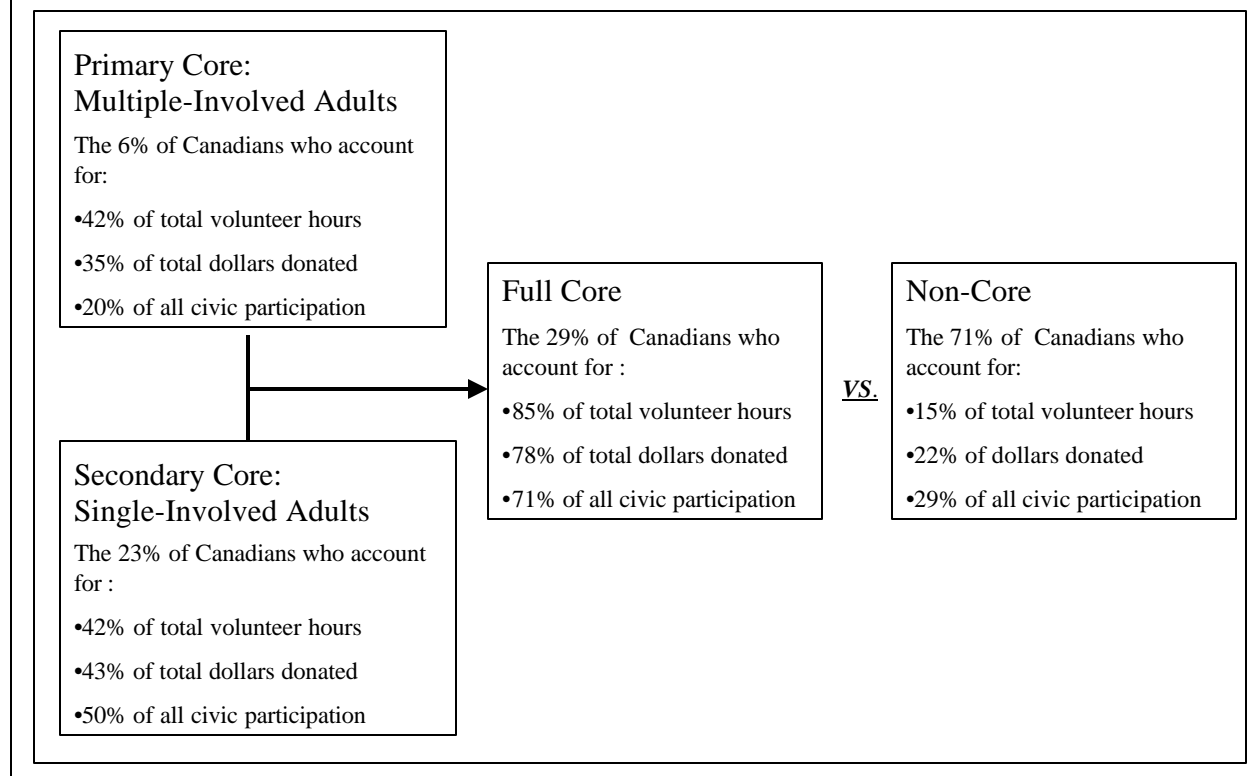 Primary Core:
Multiple-Involved Adults
The 6% of Canadians who account
for:
•42% of total volunteer hours
•35% of total dollars donated
•20% of all civic participation
Secondary Core:
Single-Involved Adults
The 23% of Canadians who account
for :
•42% of total volunteer hours
•43% of total dollars donated
•50% of all civic participation
Full Core
The 29% of  Canadians who
account for :
•85% of total volunteer hours
•78% of total dollars donated
•71% of all civic participation
VS.
Non-Core
The 71% of  Canadians who
account for:
•15% of total volunteer hours
•22% of dollars donated
•29% of all civic participation